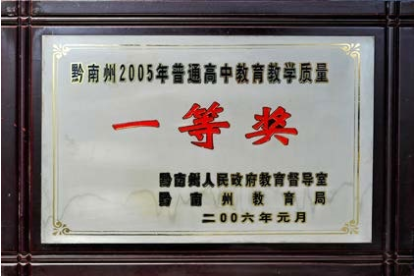 黔南州2005年普通高中教育教学质量
一等奖
黔南州人民政府教育督导室
黔南州教育局
二00六年元月